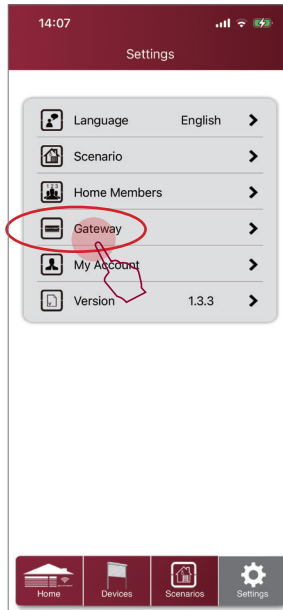 14:07
Settings
Language English
Scenario
Home Members
Gateway
My Account
Version 1.3.3
Home Devices Scenarios Settings